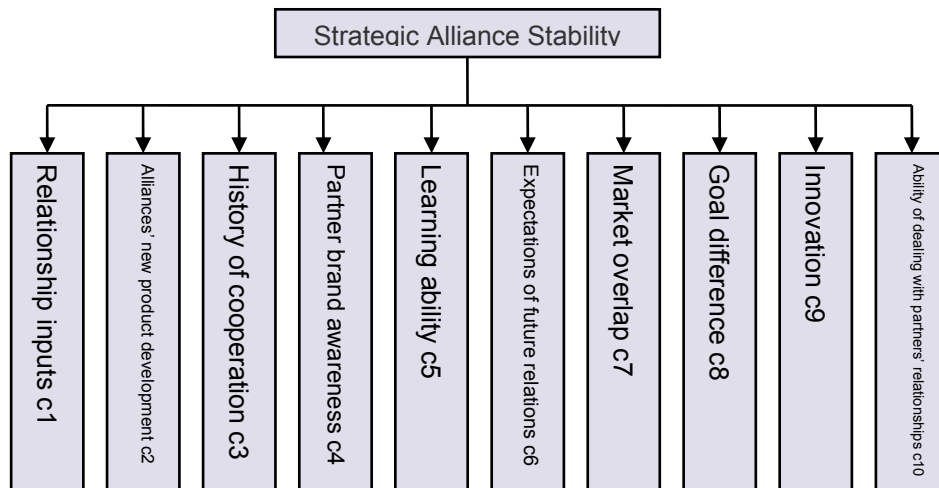 Strategic Alliance Stability
Relationship inputs c1
Alliances’ new product development c2
History of cooperation c3
Partner brand awareness c4
Learning ability c5
Expectations of future relations c6
Market overlap c7
Goal difference c8
Innovation c9
Ability of dealing with partners’ relationships c10